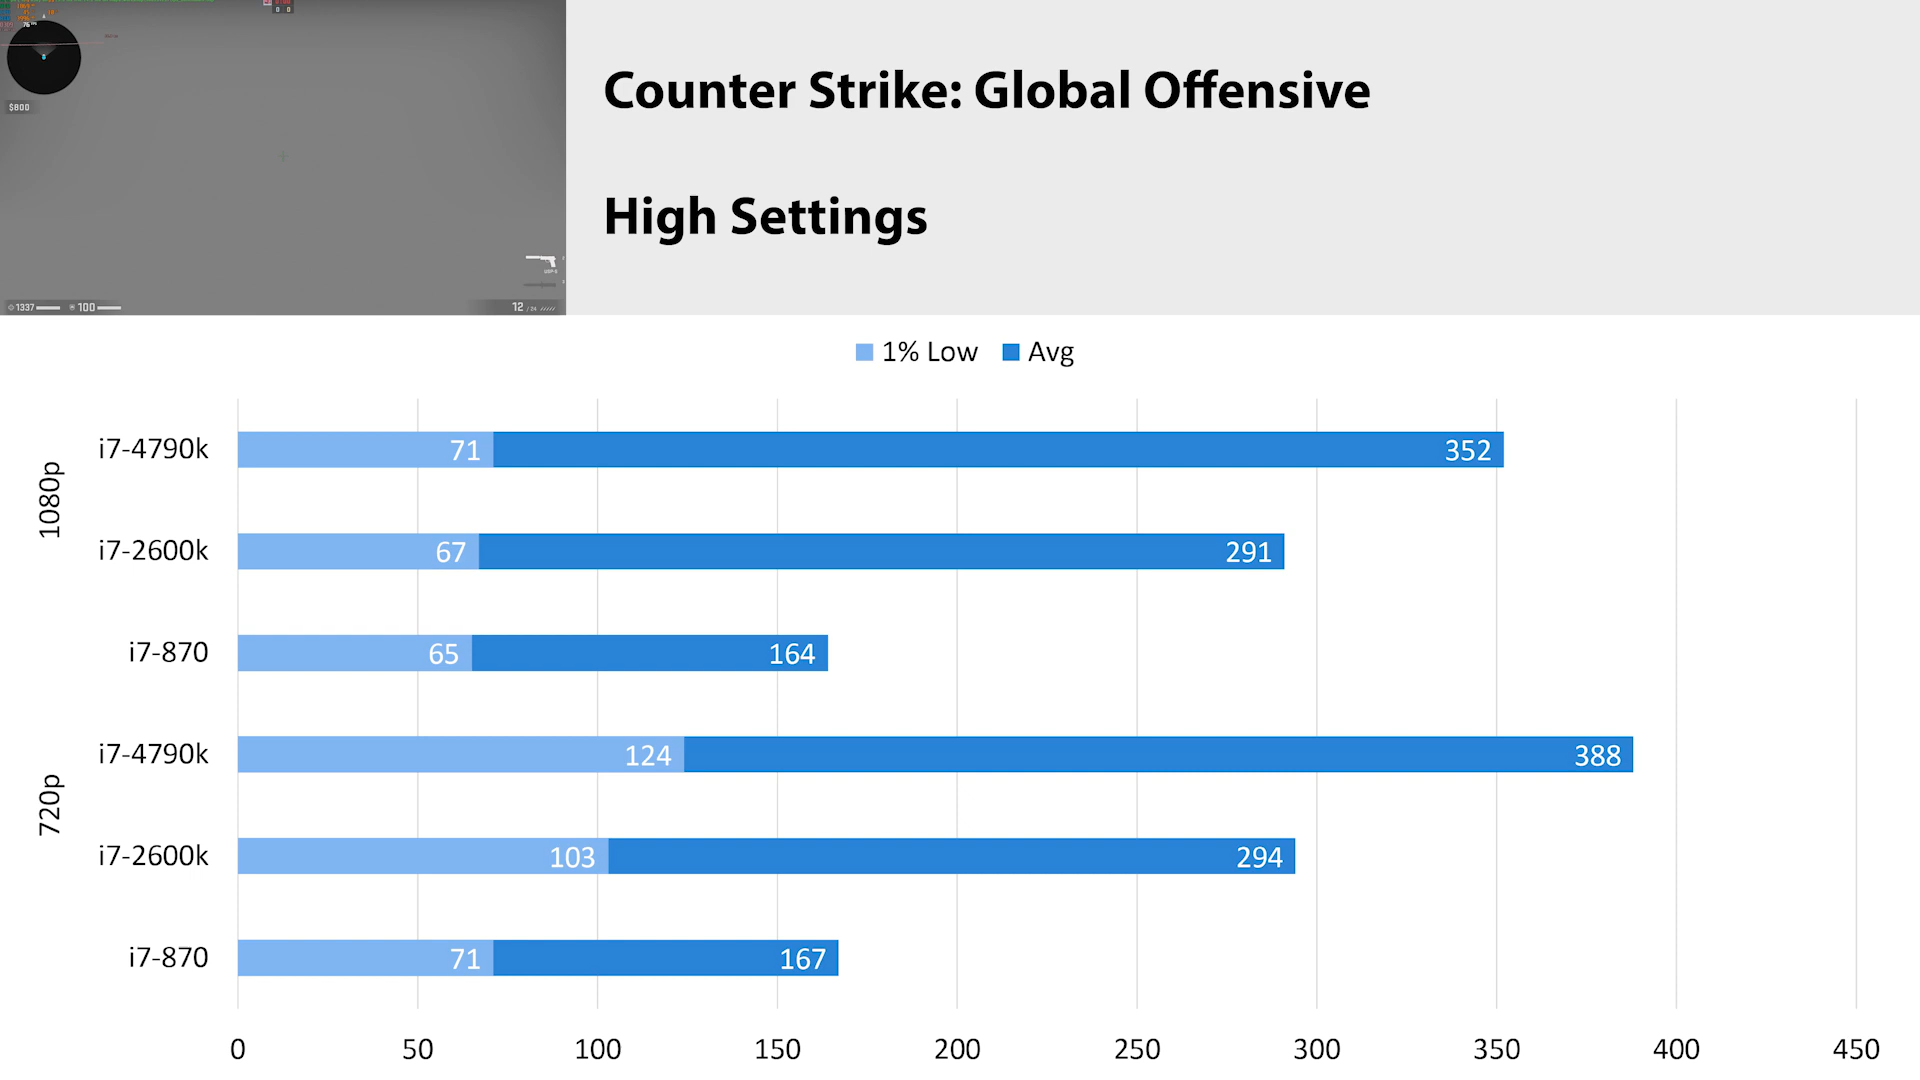 $800
1337
100
12
Counter Strike: Global Offensive
High Settings
1% Low Avg
1080p
i7-4790k 71 352
i7-2600k 67 291
i7-870 65 164
720p
i7-4790k 124 388
i7-2600k 103 294
i7-870 71 167
0 50 100 150 200 250 300 350 400 450